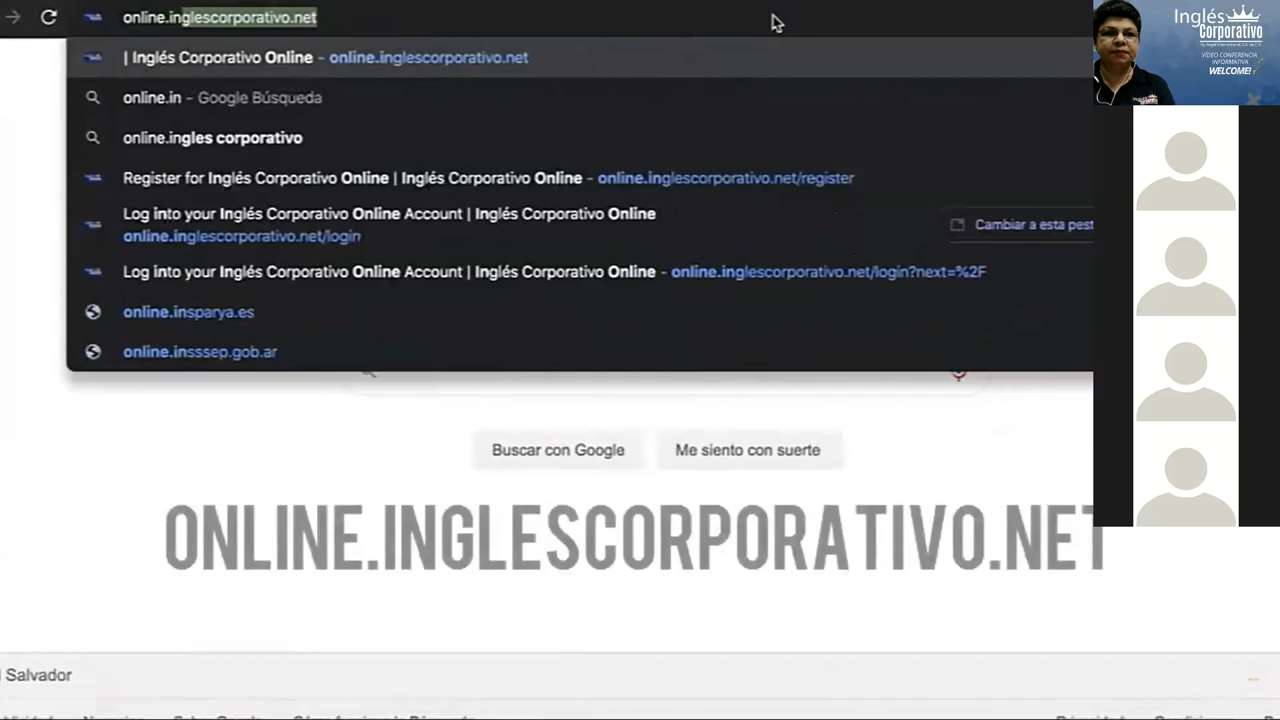 online.inglescorporativo.net
| Inglés Corporativo Online – online.inglescorporativo.net
online.in – Google Búsqueda
online.ingles corporativo
Register for Inglés Corporativo Online | Inglés Corporativo Online – online.inglescorporativo.net/register
Log into your Inglés Corporativo Online Account | Inglés Corporativo Online
online.inglescorporativo.net/login
Cambiar a esta pest
Log into your Inglés Corporativo Online Account | Inglés Corporativo Online – online.inglescorporativo.net/login?next=%2F
online.insparya.es
online.insssep.gob.ar
Inglés
Corporativo
VÍDEO CONFERENCIA
INFORMATIVA
WELCOME!
Buscar con Google
Me siento con suerte
ONLINE.INGLESCORPORATIVO.NET
Salvador